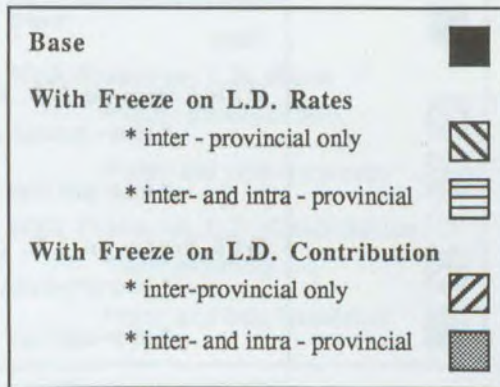 Base
With Freeze on L.D. Rates
* inter - provincial only
* inter- and intra - provincial
With Freeze on L.D. Contribution
* inter-provincial only
* inter- and intra - provincial